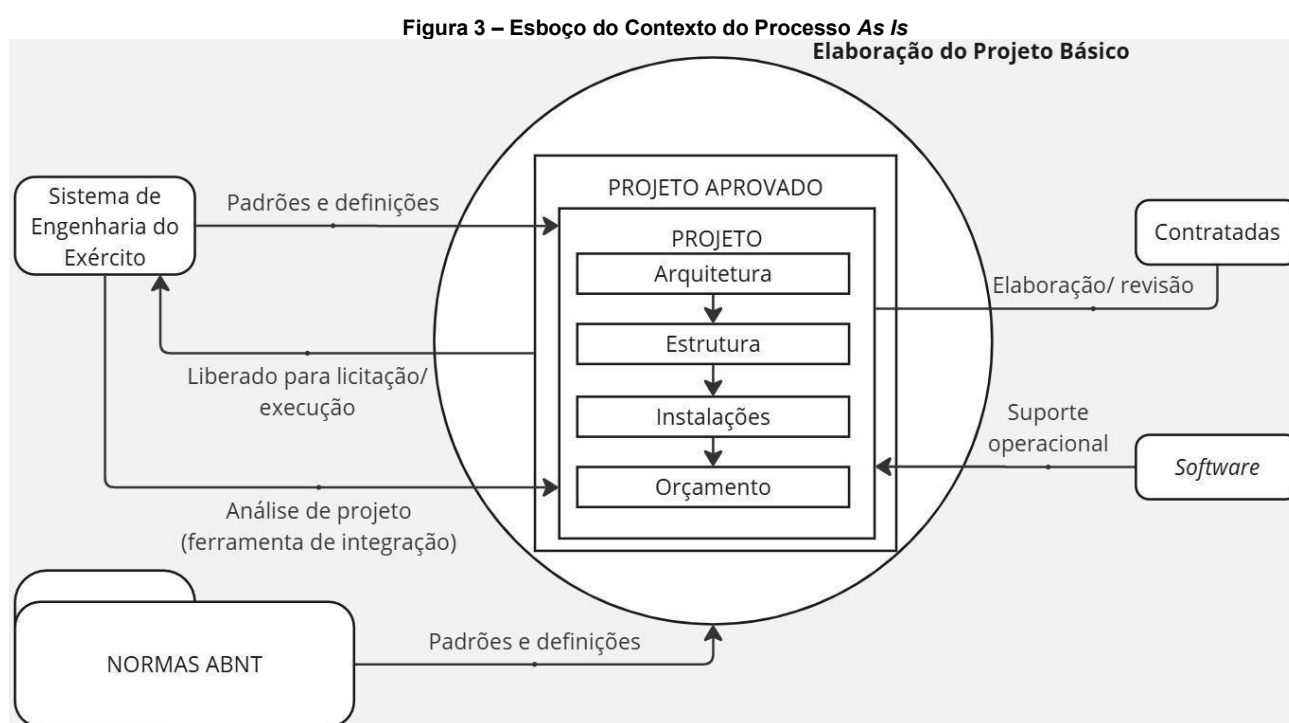 Figura 3 – Esboço do Contexto do Processo As Is
Elaboração do Projeto Básico
PROJETO APROVADO
Sistema de
Engenharia do
Exército
Padrões e definições
PROJETO
Arquitetura
Contratadas
Elaboração/ revisão
Estrutura
Liberado para licitação/
execução
Instalações
Suporte
operacional
Software
Orçamento
Análise de projeto
(ferramenta de integração)
Padrões e definições
NORMAS ABNT